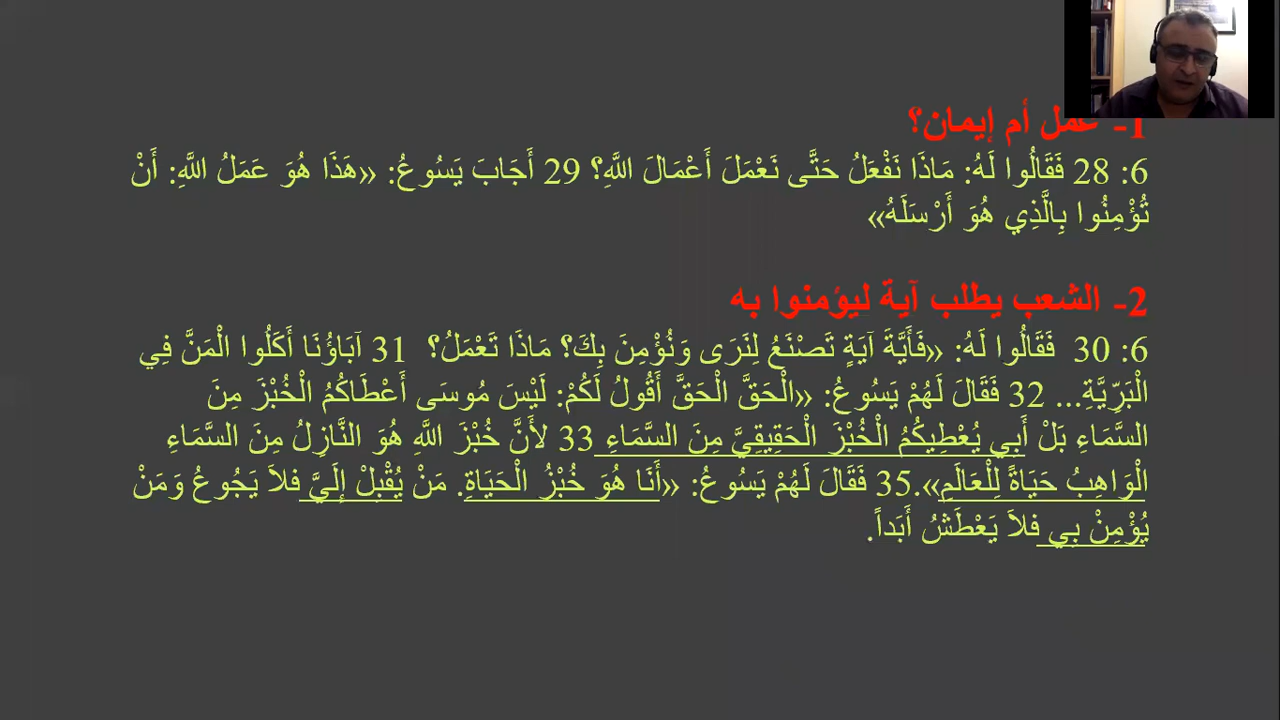 1- عمل أم إيمان؟
6: 28 فَقَالُوا لَهُ: مَاذَا نَفْعَلُ حَتَّى نَعْمَلَ أَعْمَالَ اللَّهِ؟ 29 أَجَابَ يَسُوعُ: «هَذَا هُوَ عَمَلُ اللَّهِ: أَنْ
تُؤْمِنُوا بِالَّذِي هُوَ أَرْسَلَهُ»
2- الشعب يطلب آية ليؤمنوا به
6: 30 فَقَالُوا لَهُ: «فَأَيَّةَ آيَةٍ تَصْنَعُ لِنَرَى وَنُؤْمِنَ بِكَ؟ مَاذَا تَعْمَلُ؟ 31 آبَاؤُنَا أَكَلُوا الْمَنَّ فِي
الْبَرِّيَّةِ... 32 فَقَالَ لَهُمْ يَسُوعُ: «الْحَقَّ الْحَقَّ أَقُولُ لَكُمْ: لَيْسَ مُوسَى أَعْطَاكُمُ الْخُبْزَ مِنَ
السَّمَاءِ بَلْ أَبِي يُعْطِيكُمُ الْخُبْزَ الْحَقِيقِيَّ مِنَ السَّمَاءِ 33 لأَنَّ خُبْزَ اللَّهِ هُوَ النَّازِلُ مِنَ السَّمَاءِ
الْوَاهِبُ حَيَاةً لِلْعَالَمِ».35 فَقَالَ لَهُمْ يَسُوعُ: «أَنَا هُوَ خُبْزُ الْحَيَاةِ. مَنْ يُقْبِلْ إِلَيَّ فلاَ يَجُوعُ وَمَنْ
يُؤْمِنْ بِي فلاَ يَعْطَشُ أَبَداً.